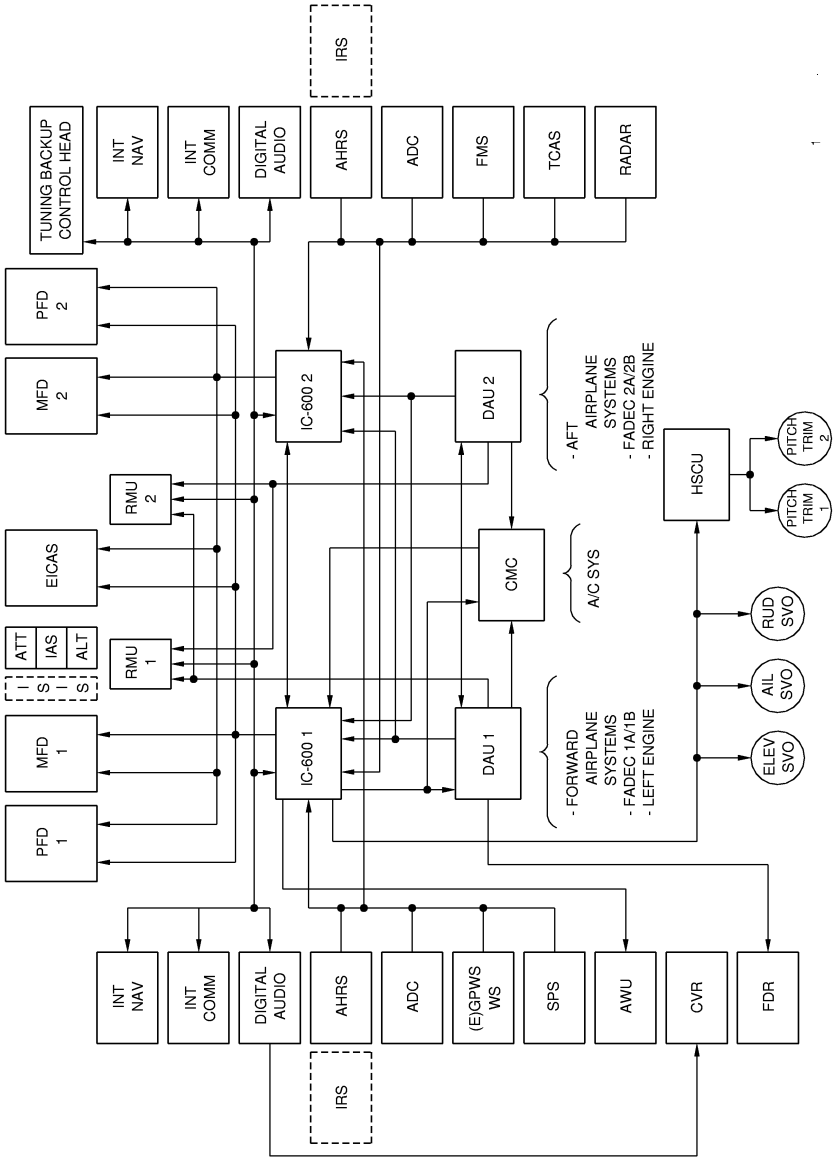 PFD
1
MFD
1
I S I S
ATT
IAS
ALT
EICAS
MFD
2
PFD
2
TUNING BACKUP
CONTROL HEAD
INT
NAV
RMU
1
RMU
2
INT
NAV
INT
COMM
INT
COMM
DIGITAL
AUDIO
DIGITAL
AUDIO
IRS
AHRS
IC-600 1
IC-600 2
AHRS
IRS
ADC
ADC
(E)GPWS
WS
DAU 1
CMC
DAU 2
FMS
SPS
TCAS
- FORWARD
AIRPLANE
SYSTEMS
- FADEC 1A/1B
- LEFT ENGINE
A/C SYS
- AFT
AIRPLANE
SYSTEMS
- FADEC 2A/2B
- RIGHT ENGINE
AWU
RADAR
CVR
HSCU
FDR
ELEV
SVO
AIL
SVO
RUD
SVO
PITCH
TRIM
1
PITCH
TRIM
2